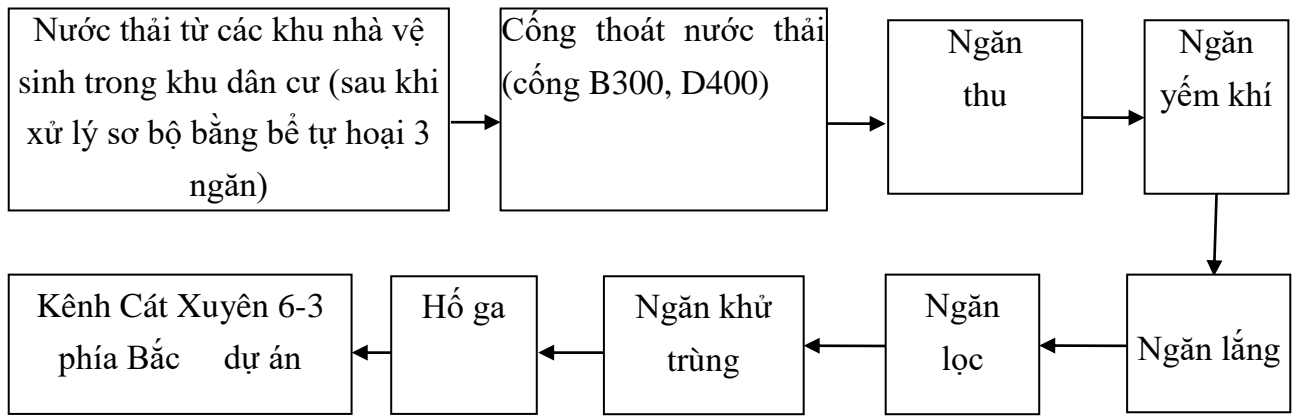 Nước thải từ các khu nhà vệ
sinh trong khu dân cư (sau khi
xử lý sơ bộ bằng bể tự hoại 3
ngăn)
Cống thoát nước thải
(cống B300, D400)
Ngăn
thu
Ngăn
yếm khí
Ngăn lắng
Ngăn
lọc
Ngăn khử
trùng
Hố ga
Kênh Cát Xuyên 6-3
phía Bắc dự án